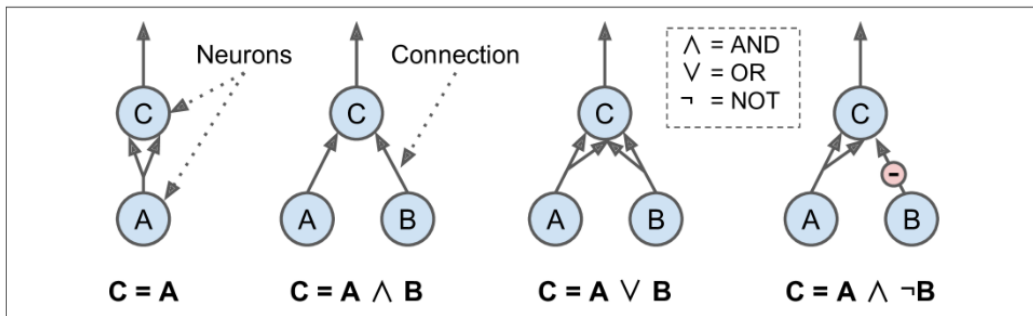 Neurons
Connection
∧ = AND
∨ = OR
¬ = NOT
C
C
C
C
A
A
B
A
B
A
-
B
C = A
C = A ∧ B
C = A ∨ B
C = A ∧ ¬B